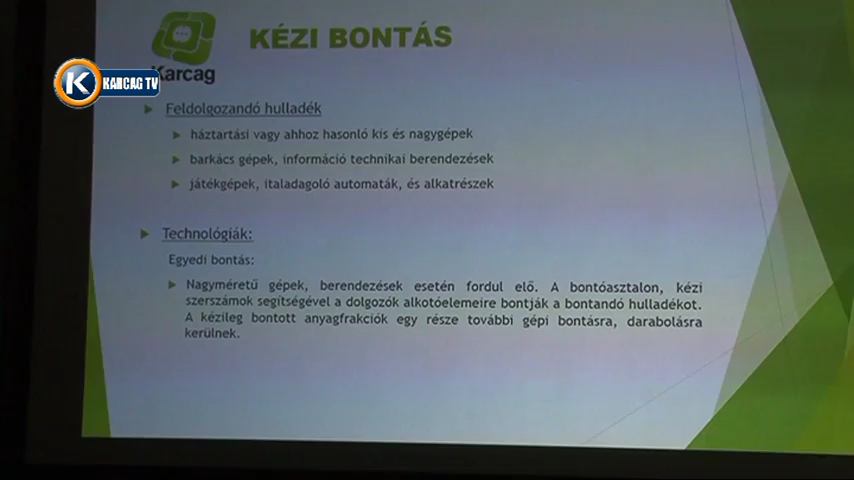 KÉZI BONTÁS
Karcag
K KARCAG TV
Feldolgozandó hulladék
háztartási vagy ahhoz hasonló kis és nagygépek
barkács gépek, információ technikai berendezések
játékgépek, italadagoló automaták, és alkatrészek
Technológiák:
Egyedi bontás:
Nagyméretű gépek, berendezések esetén fordul elő. A bontóasztalon, kézi
szerszámok segítségével a dolgozók alkotóelemeire bontják a bontandó hulladékot.
A kézileg bontott anyagfrakciók egy része további gépi bontásra, darabolásra
kerülnek.